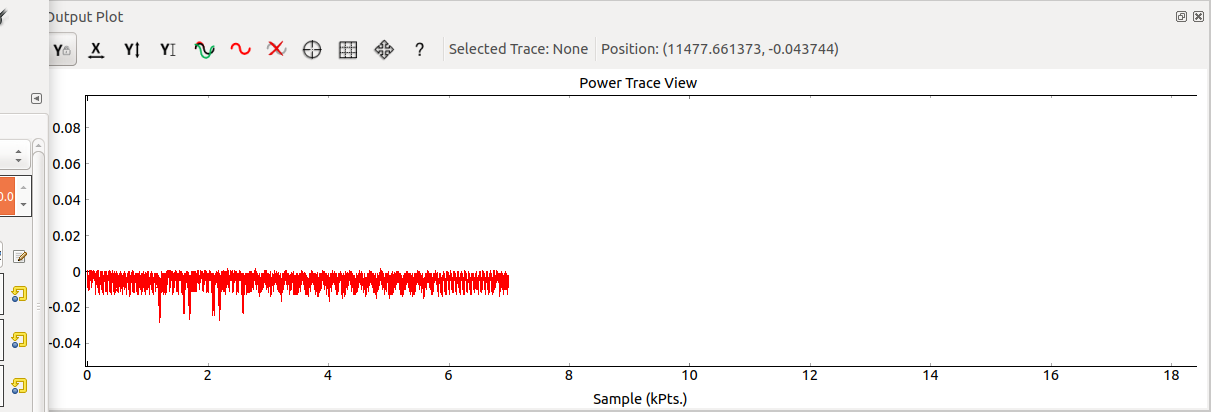 Output Plot
Y X Y Y ? Selected Trace: None Position: (11477.661373, -0.043744)
Power Trace View
0.08
0.06
0.04
0.02
0
-0.02
-0.04
0 2 4 6 8 10 12 14 16 18
Sample (kPts.)
0.0